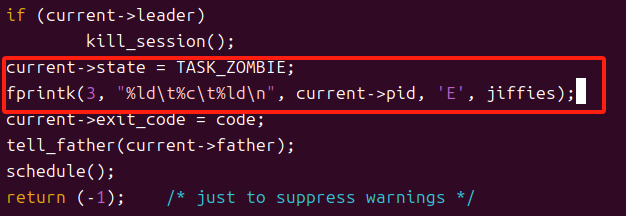 if (current->leader)
kill_session();
current->state = TASK_ZOMBIE;
fprintk(3, "%ld\t%c\t%ld\n", current->pid, 'E', jiffies);
current->exit_code = code;
tell_father(current->father);
schedule();
return (-1); /* just to suppress warnings */